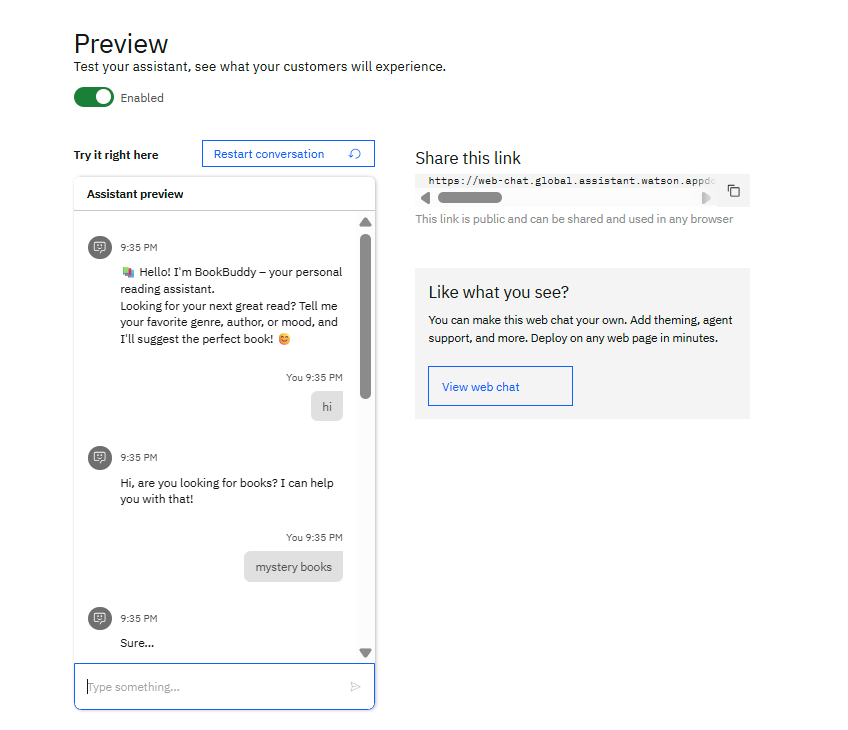 Preview
Test your assistant, see what your customers will experience.
Enabled
Try it right here
Restart conversation
Assistant preview
9:35 PM
📚 Hello! I'm BookBuddy – your personal
reading assistant.
Looking for your next great read? Tell me
your favorite genre, author, or mood, and
I'll suggest the perfect book! 😊
You 9:35 PM
hi
9:35 PM
Hi, are you looking for books? I can help
you with that!
You 9:35 PM
mystery books
9:35 PM
Sure...
Type something...
Share this link
https://web-chat.global.assistant.watson.appdo
This link is public and can be shared and used in any browser
Like what you see?
You can make this web chat your own. Add theming, agent
support, and more. Deploy on any web page in minutes.
View web chat